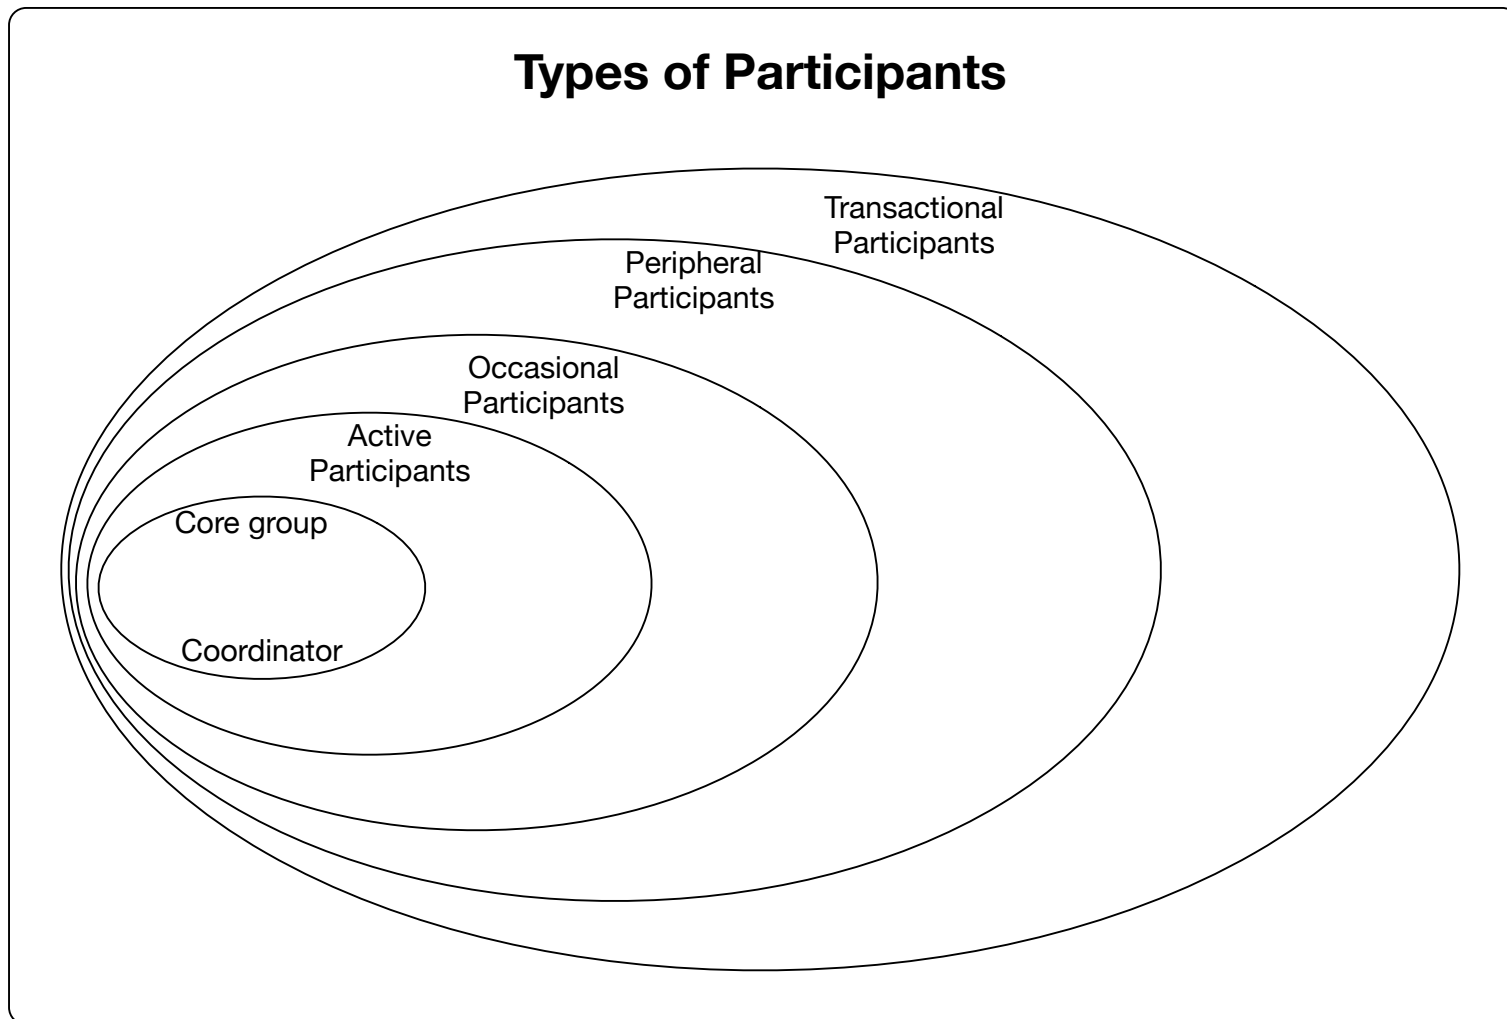 Types of Participants
Transactional
Participants
Peripheral
Participants
Occasional
Participants
Active
Participants
Core group
Coordinator